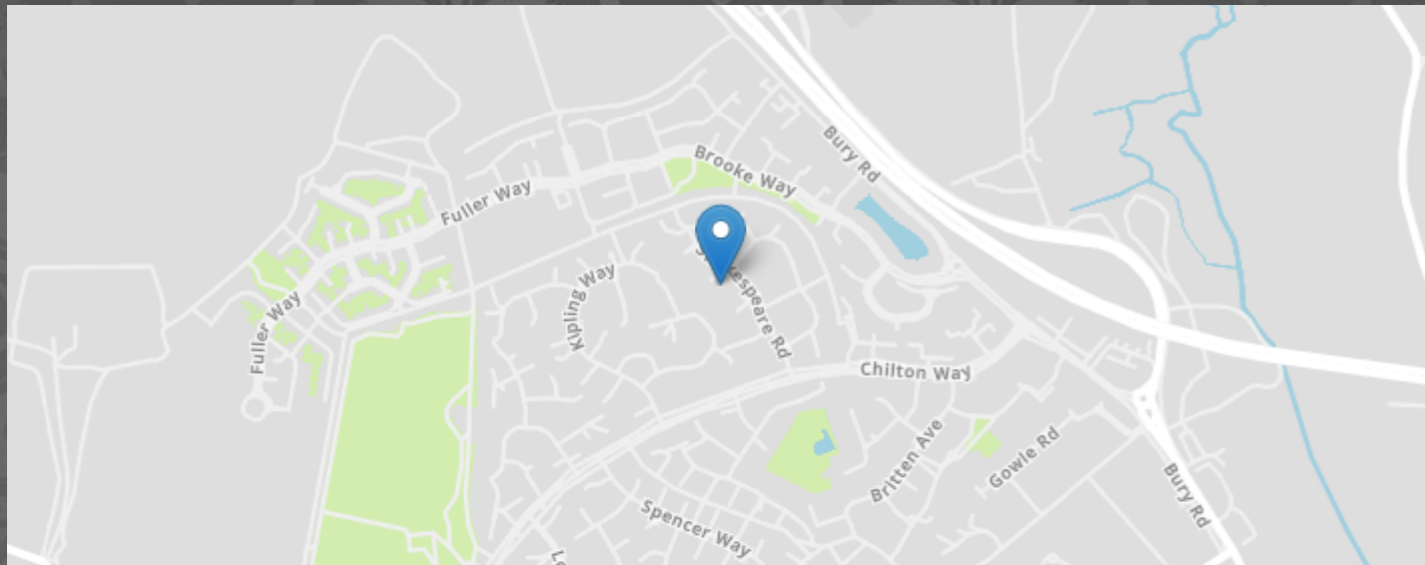 Bury Rd
Brooke Way
Fuller Way
Kipling Way
Fuller Way
Chilton Way
Britten Ave
Gowle Rd
Bury Rd
Spencer Way